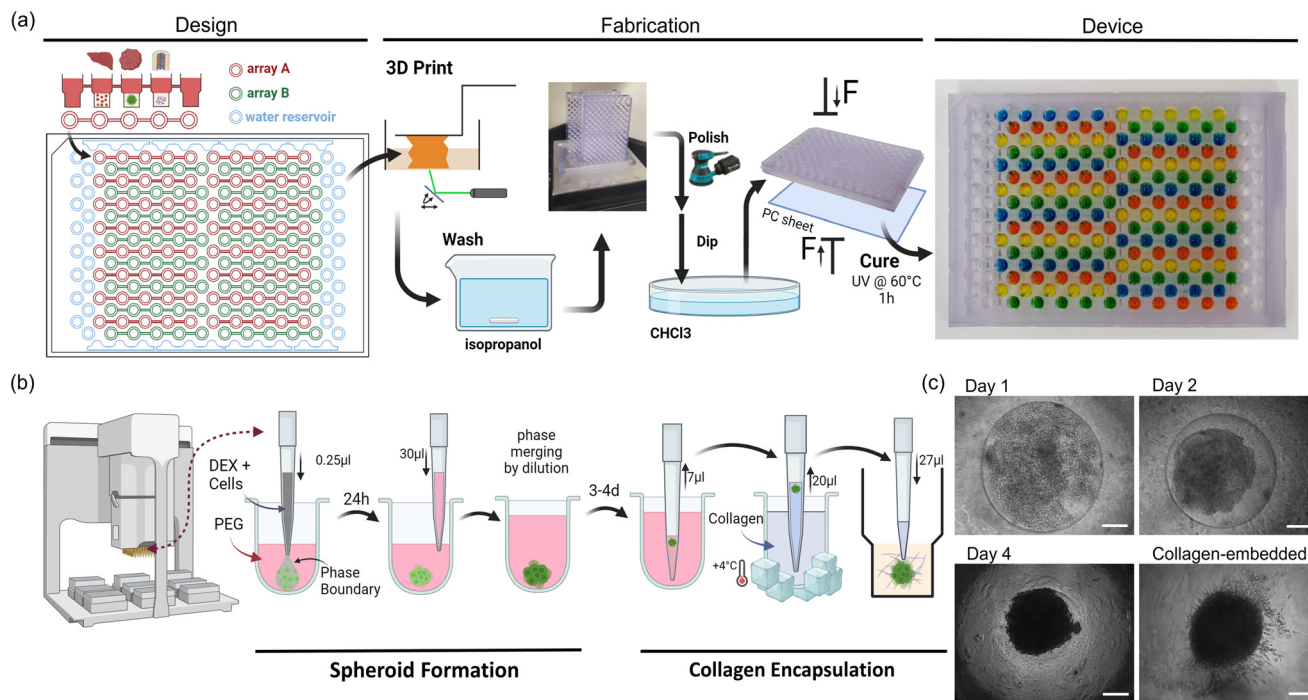 (a)
Design
Fabrication
Device
array A
array B
water reservoir
3D Print
Wash
isopropanol
Polish
Dip
CHCl3
F
PC sheet
F
Cure
UV @ 60°C
1h
(b)
DEX +
Cells
PEG
0.25µl
Phase
Boundary
24h
30µl
phase
merging
by dilution
3-4d
7µl
Collagen
+4°C
20µl
27µl
Spheroid Formation
Collagen Encapsulation
(c)
Day 1
Day 2
Day 4
Collagen-embedded